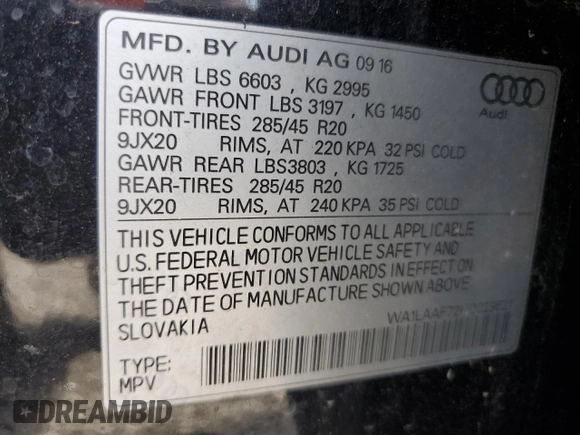 MFD. BY AUDI AG 09 16
GVWR LBS 6603 , KG 2995
GAWR FRONT LBS 3197 , KG 1450
FRONT-TIRES 285/45 R20
9JX20 RIMS, AT 220 KPA 32 PSI COLD
GAWR REAR LBS3803 , KG 1725
REAR-TIRES 285/45 R20
9JX20 RIMS, AT 240 KPA 35 PSI COLD
Audi
THIS VEHICLE CONFORMS TO ALL APPLICABLE
U.S. FEDERAL MOTOR VEHICLE SAFETY AND
THEFT PREVENTION STANDARDS IN EFFECT ON
THE DATE OF MANUFACTURE SHOWN ABOVE
SLOVAKIA
TYPE:
MPV
DREAMBID